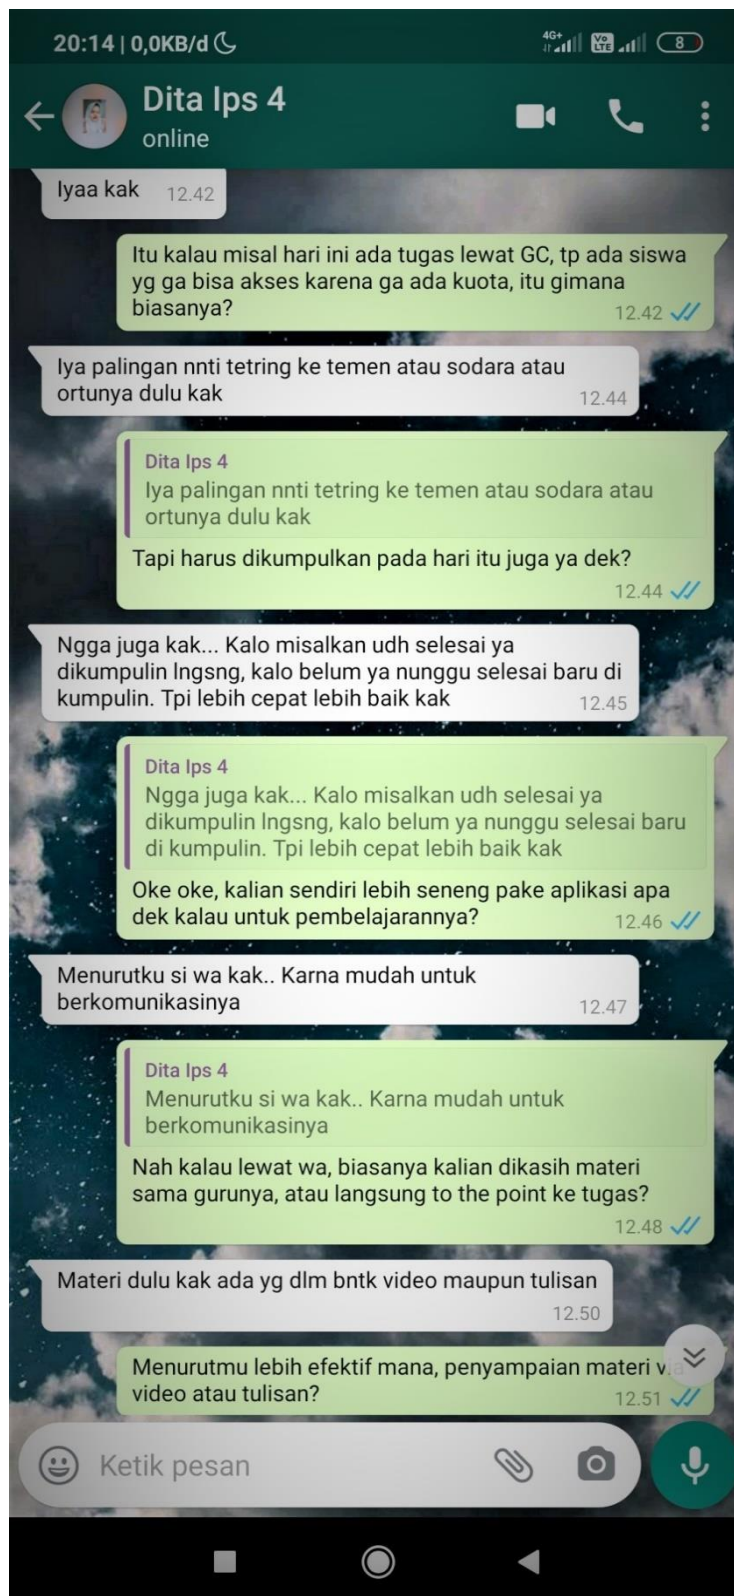 20:14 | 0,0KB/d
4G+
Vo LTE
8
Dita Ips 4
online
Iyaa kak 12.42
Itu kalau misal hari ini ada tugas lewat GC, tp ada siswa
yg ga bisa akses karena ga ada kuota, itu gimana
biasanya? 12.42
Iya palingan nnti tetring ke temen atau sodara atau
ortunya dulu kak 12.44
Dita Ips 4
Iya palingan nnti tetring ke temen atau sodara atau
ortunya dulu kak
Tapi harus dikumpulkan pada hari itu juga ya dek?
12.44
Ngga juga kak... Kalo misalkan udh selesai ya
dikumpulin lngsng, kalo belum ya nunggu selesai baru di
kumpulin. Tpi lebih cepat lebih baik kak 12.45
Dita Ips 4
Ngga juga kak... Kalo misalkan udh selesai ya
dikumpulin lngsng, kalo belum ya nunggu selesai baru
di kumpulin. Tpi lebih cepat lebih baik kak
Oke oke, kalian sendiri lebih seneng pake aplikasi apa
dek kalau untuk pembelajarannya? 12.46
Menurutku si wa kak.. Karna mudah untuk
berkomunikasinya 12.47
Dita Ips 4
Menurutku si wa kak.. Karna mudah untuk
berkomunikasinya
Nah kalau lewat wa, biasanya kalian dikasih materi
sama gurunya, atau langsung to the point ke tugas?
12.48
Materi dulu kak ada yg dlm bntk video maupun tulisan
12.50
Menurutmu lebih efektif mana, penyampaian materi
video atau tulisan? 12.51
Ketik pesan